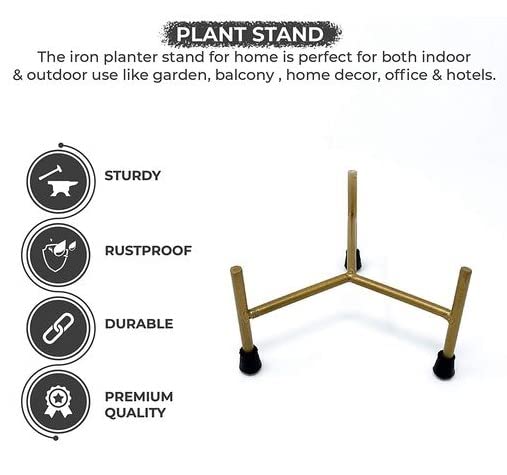 PLANT STAND
The iron planter stand for home is perfect for both indoor
& outdoor use like garden, balcony , home decor, office & hotels.
STURDY
RUSTPROOF
DURABLE
PREMIUM
QUALITY